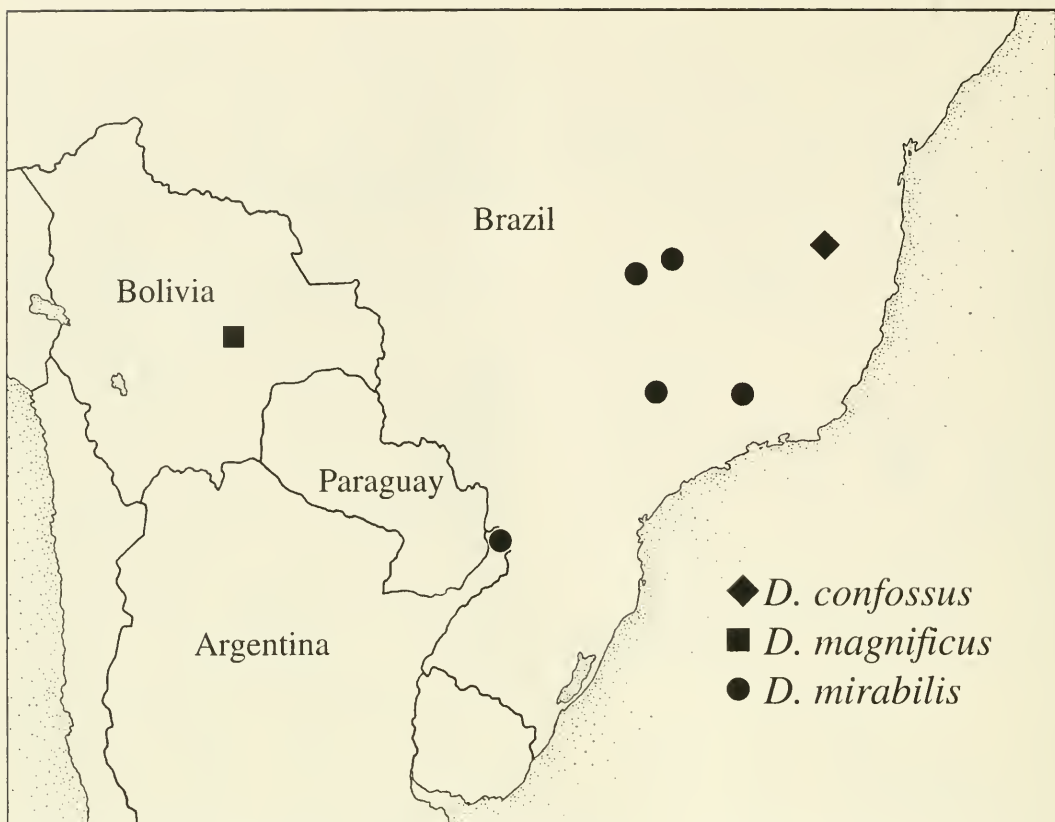 Brazil
Bolivia
Paraguay
Argentina
D. confossus
D. magnificus
D. mirabilis